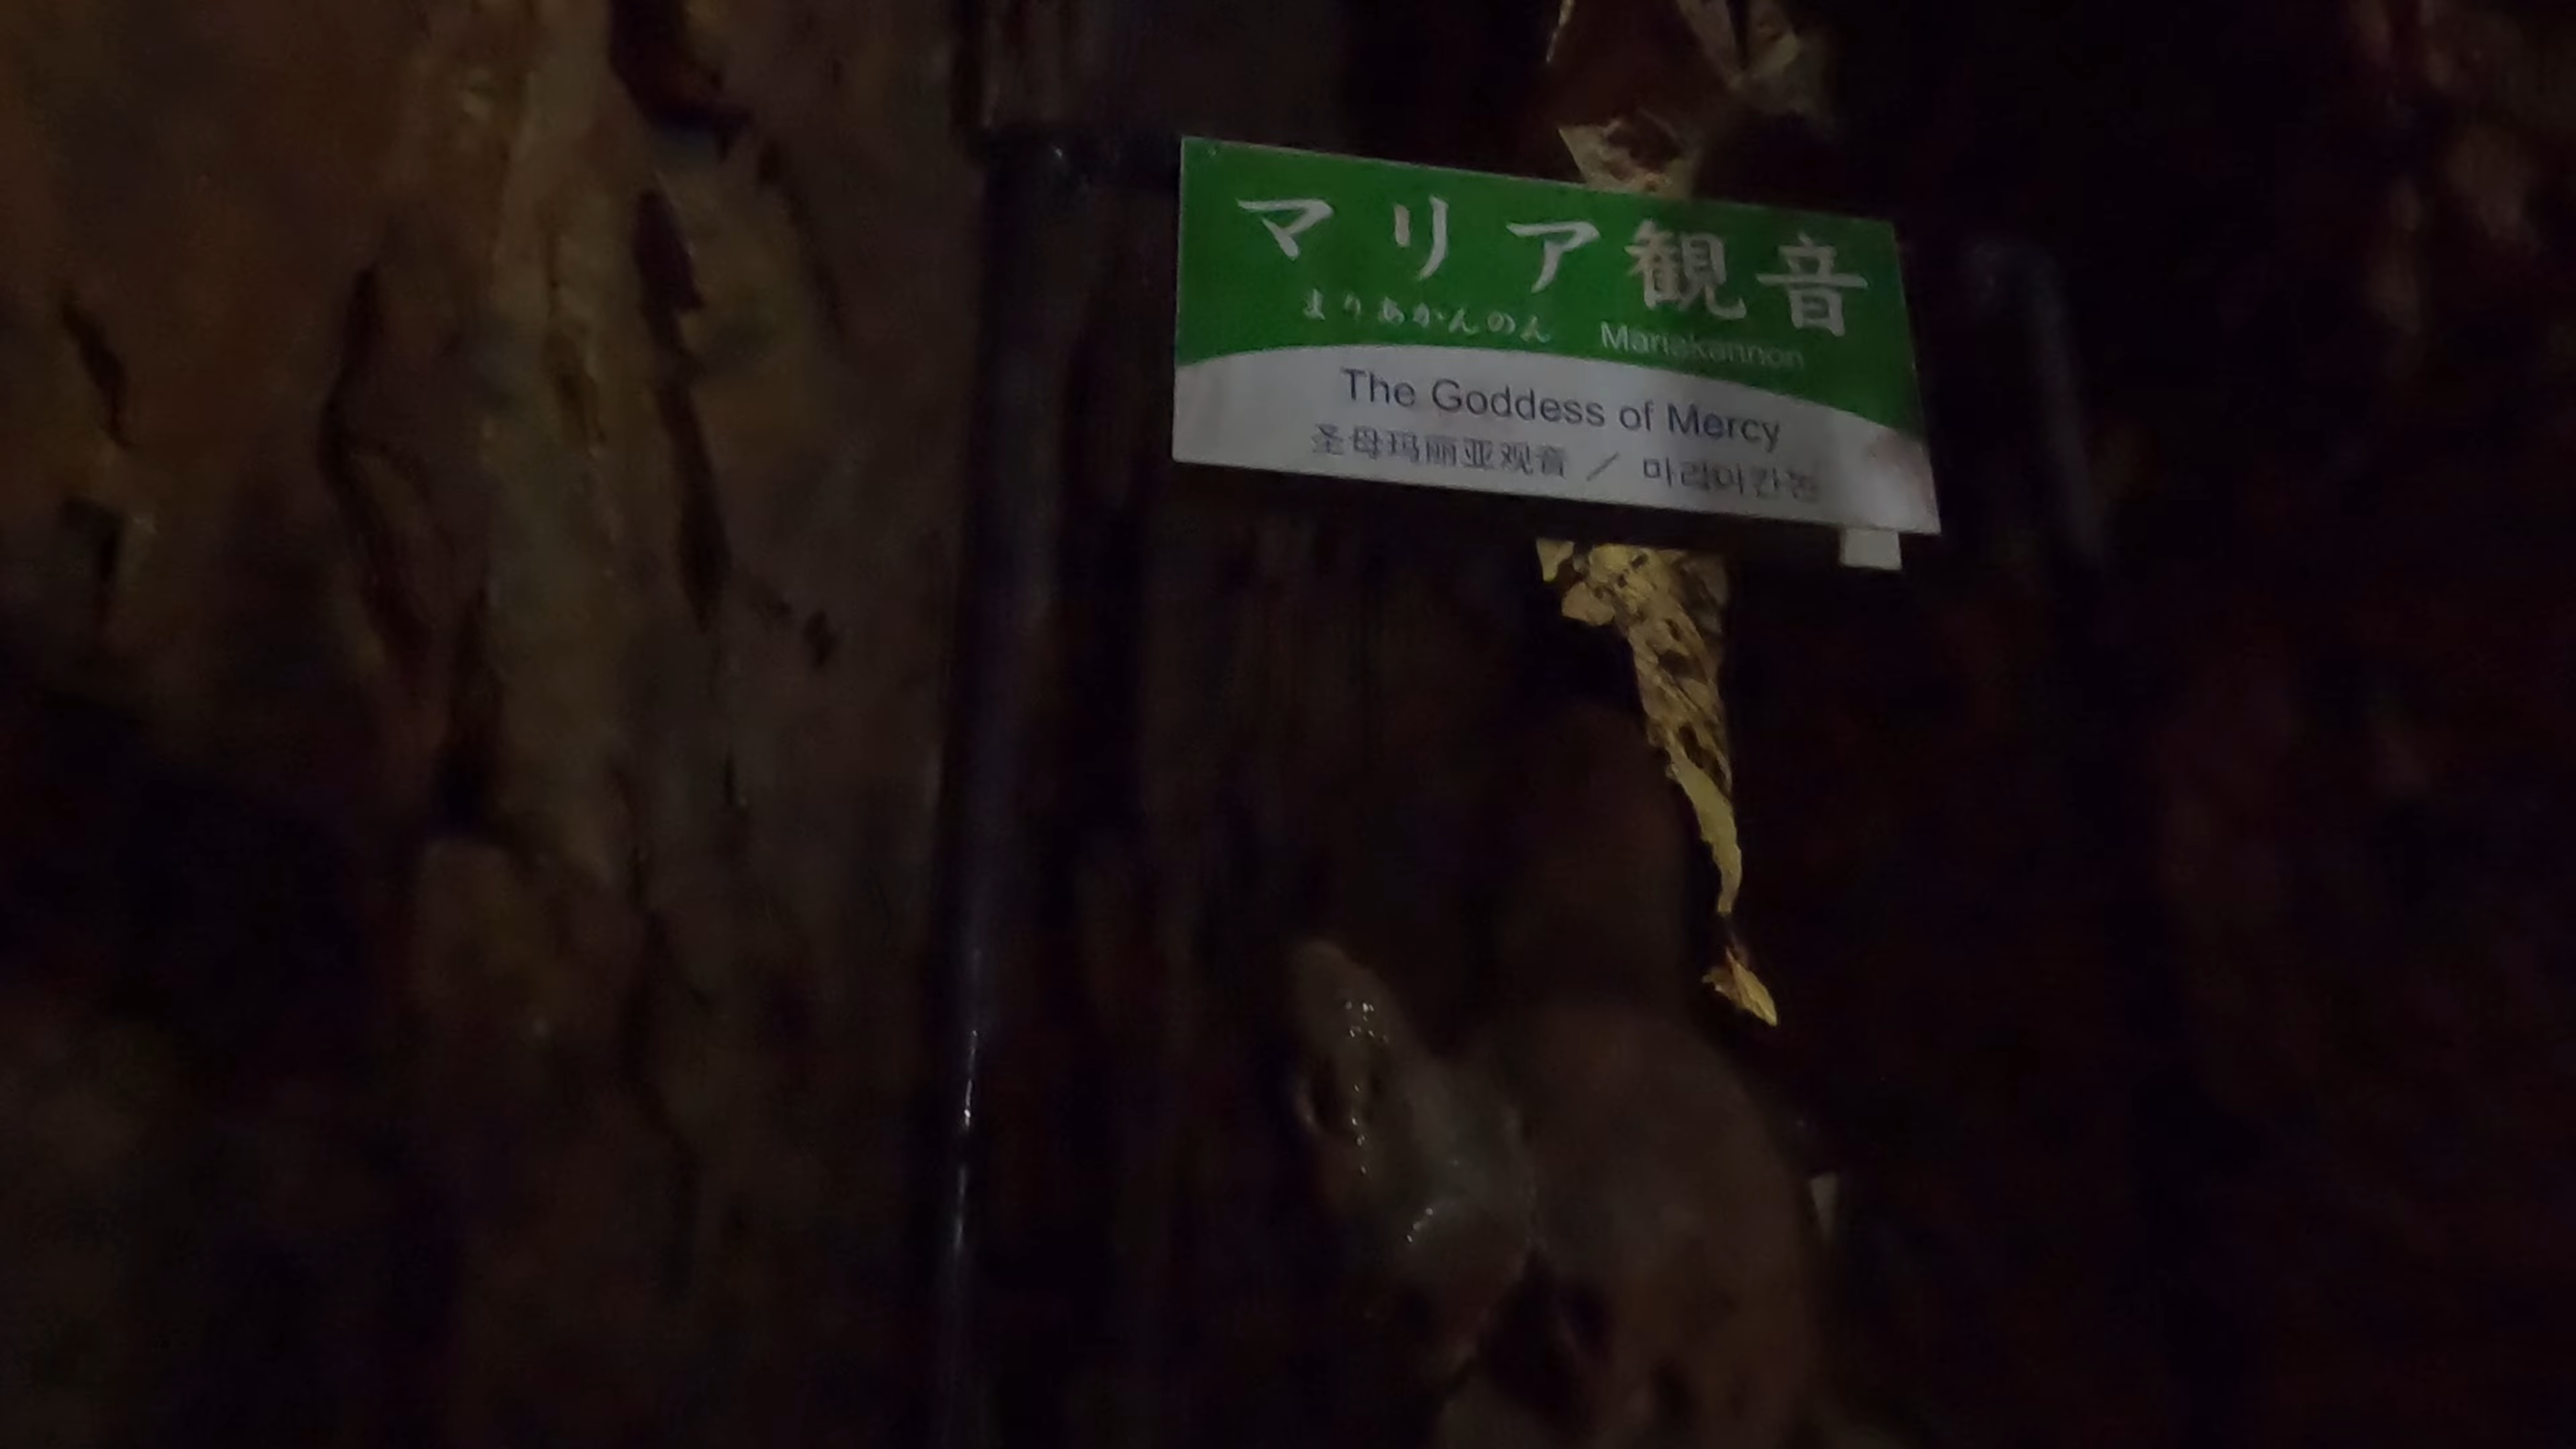 マリア観音
まりあかんのん Mariakannon
The Goddess of Mercy
圣母玛丽亚观音 / 마리아칸논